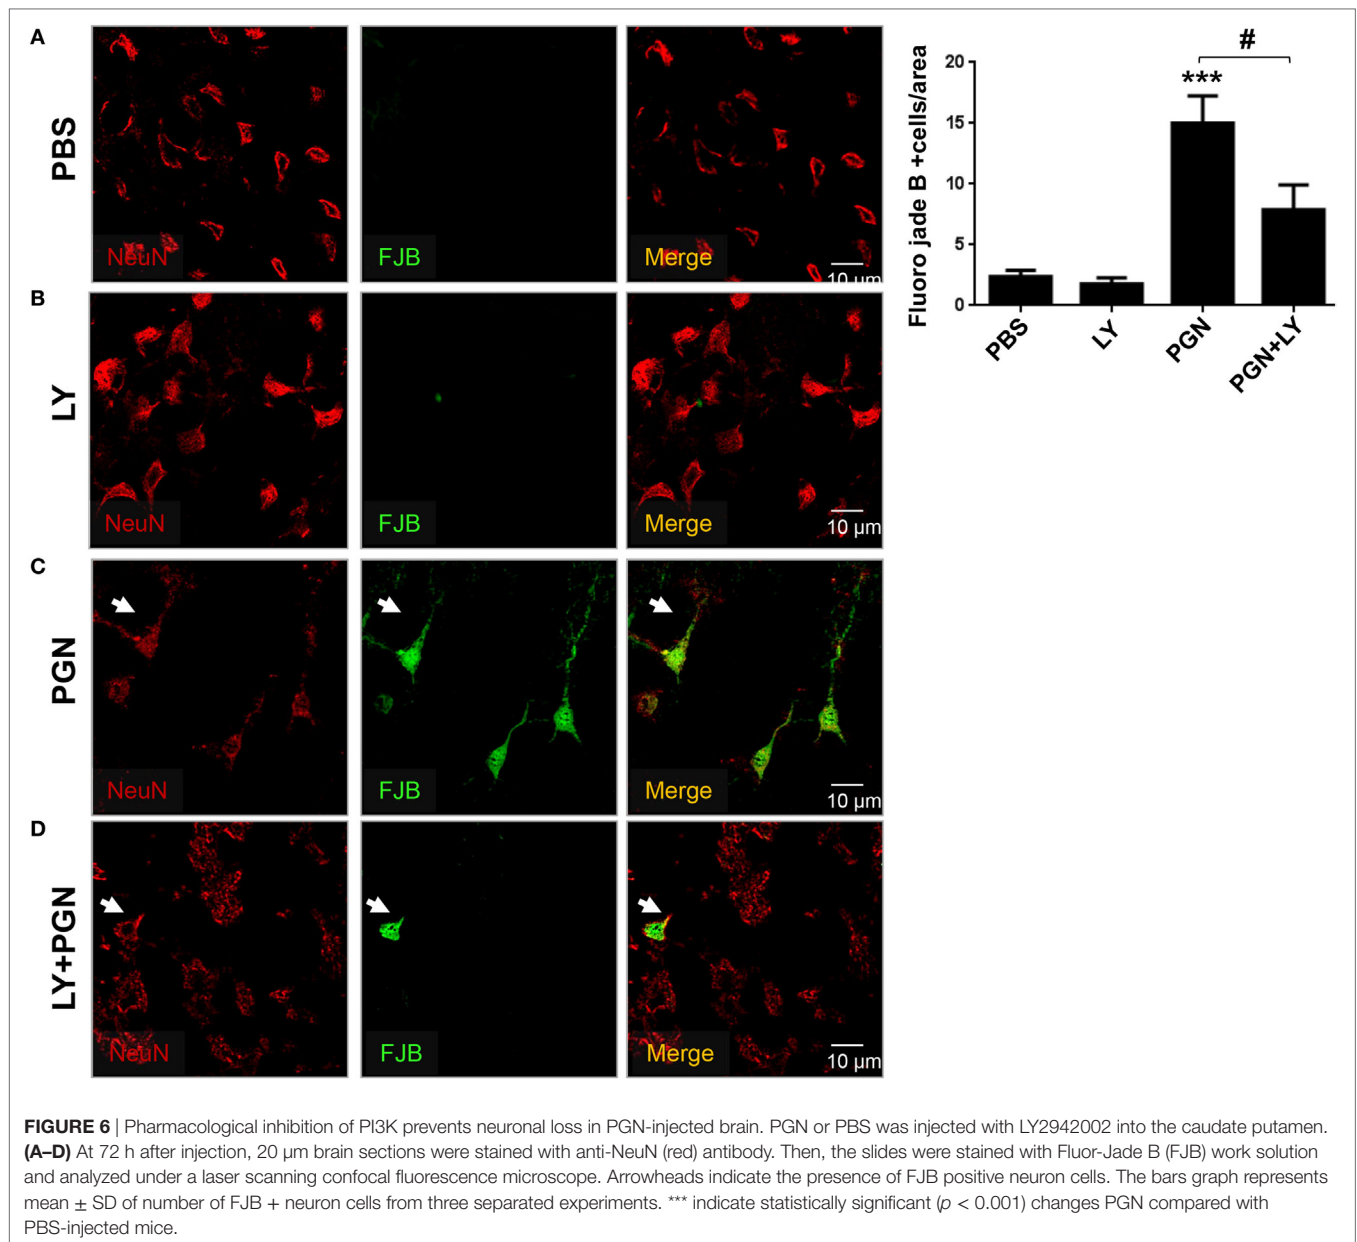 A
PBS
NeuN
FJB
Merge
10 µm
B
LY
NeuN
FJB
Merge
10 µm
C
PGN
NeuN
FJB
Merge
10 µm
D
LY+PGN
NeuN
FJB
Merge
10 µm
#
***
Fluoro jade B +cells/area
20
15
10
5
0
PBS
LY
PGN
PGN+LY
FIGURE 6 | Pharmacological inhibition of PI3K prevents neuronal loss in PGN-injected brain. PGN or PBS was injected with LY2942002 into the caudate putamen.
(A–D) At 72 h after injection, 20 µm brain sections were stained with anti-NeuN (red) antibody. Then, the slides were stained with Fluor-Jade B (FJB) work solution
and analyzed under a laser scanning confocal fluorescence microscope. Arrowheads indicate the presence of FJB positive neuron cells. The bars graph represents
mean ± SD of number of FJB + neuron cells from three separated experiments. *** indicate statistically significant (p < 0.001) changes PGN compared with
PBS-injected mice.